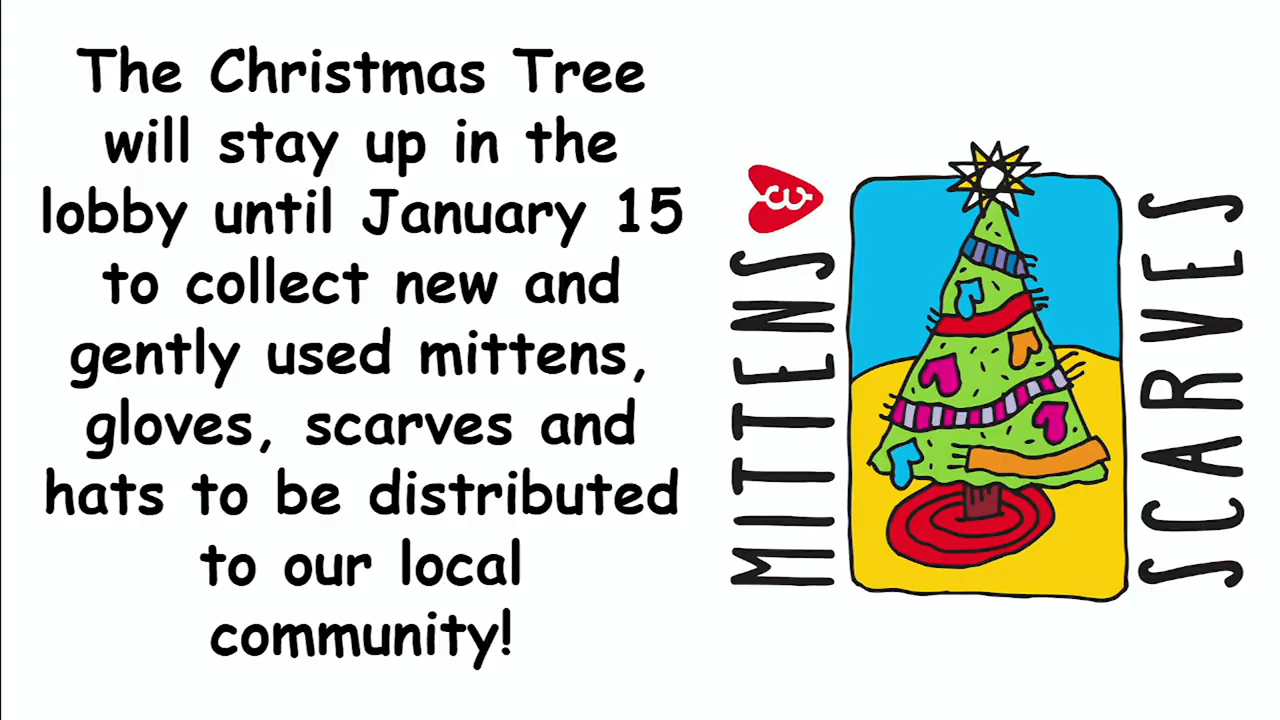 The Christmas Tree
will stay up in the
lobby until January 15
to collect new and
gently used mittens,
gloves, scarves and
hats to be distributed
to our local
community!
MITTENS &
SCARVES